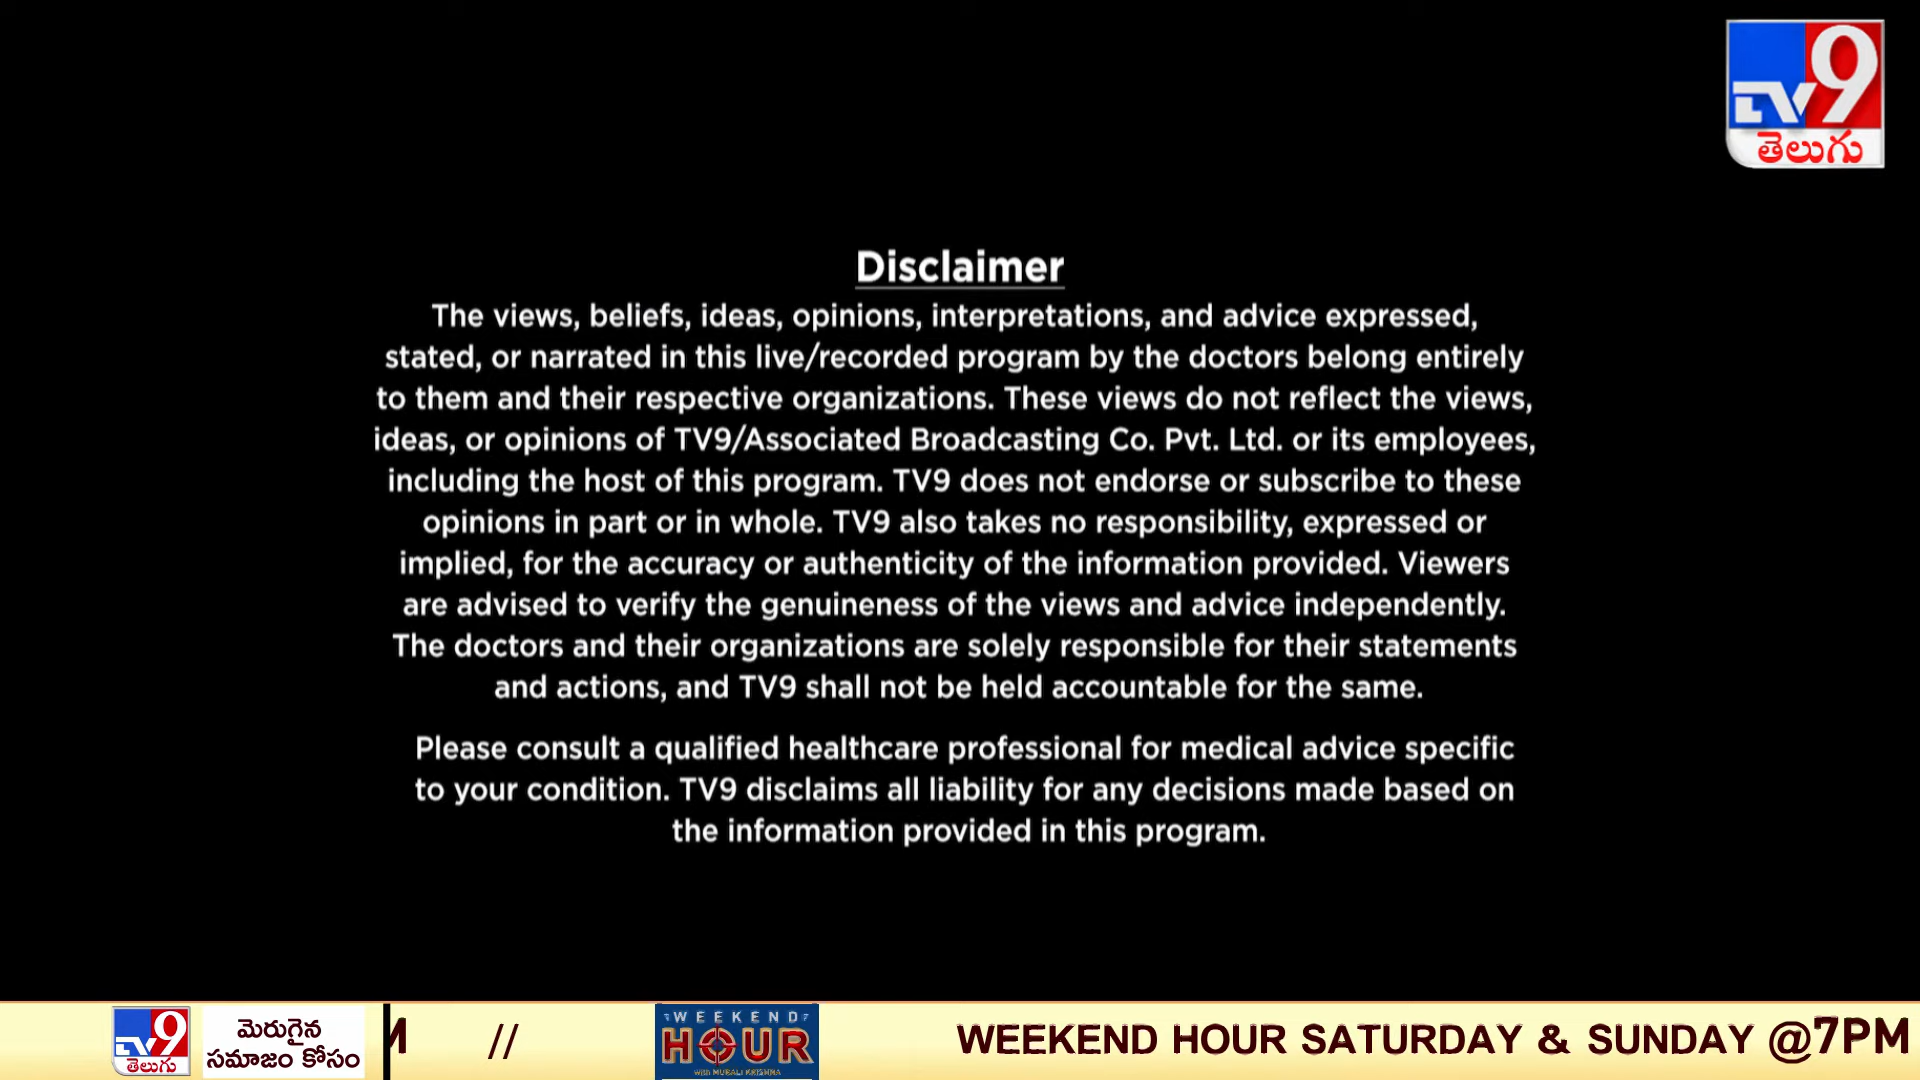 TV9
తెలుగు
Disclaimer
The views, beliefs, ideas, opinions, interpretations, and advice expressed,
stated, or narrated in this live/recorded program by the doctors belong entirely
to them and their respective organizations. These views do not reflect the views,
ideas, or opinions of TV9/Associated Broadcasting Co. Pvt. Ltd. or its employees,
including the host of this program. TV9 does not endorse or subscribe to these
opinions in part or in whole. TV9 also takes no responsibility, expressed or
implied, for the accuracy or authenticity of the information provided. Viewers
are advised to verify the genuineness of the views and advice independently.
The doctors and their organizations are solely responsible for their statements
and actions, and TV9 shall not be held accountable for the same.
Please consult a qualified healthcare professional for medical advice specific
to your condition. TV9 disclaims all liability for any decisions made based on
the information provided in this program.
TV9
తెలుగు
మెరుగైన
సమాజం కోసం
M //
WEEKEND
HOUR
with MURALI KRISHNA
WEEKEND HOUR SATURDAY & SUNDAY @7PM